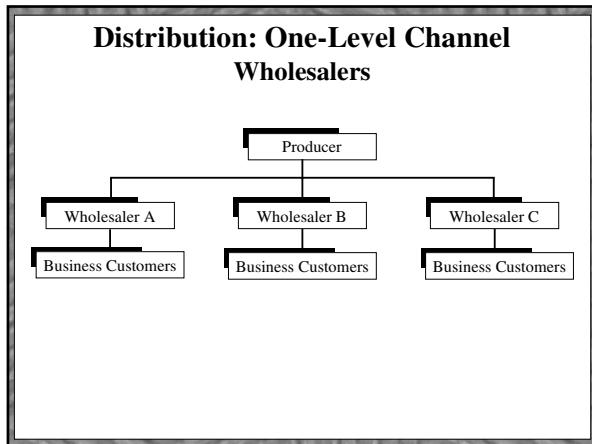 Distribution: One-Level Channel
Wholesalers
Producer
Wholesaler A
Wholesaler B
Wholesaler C
Business Customers
Business Customers
Business Customers